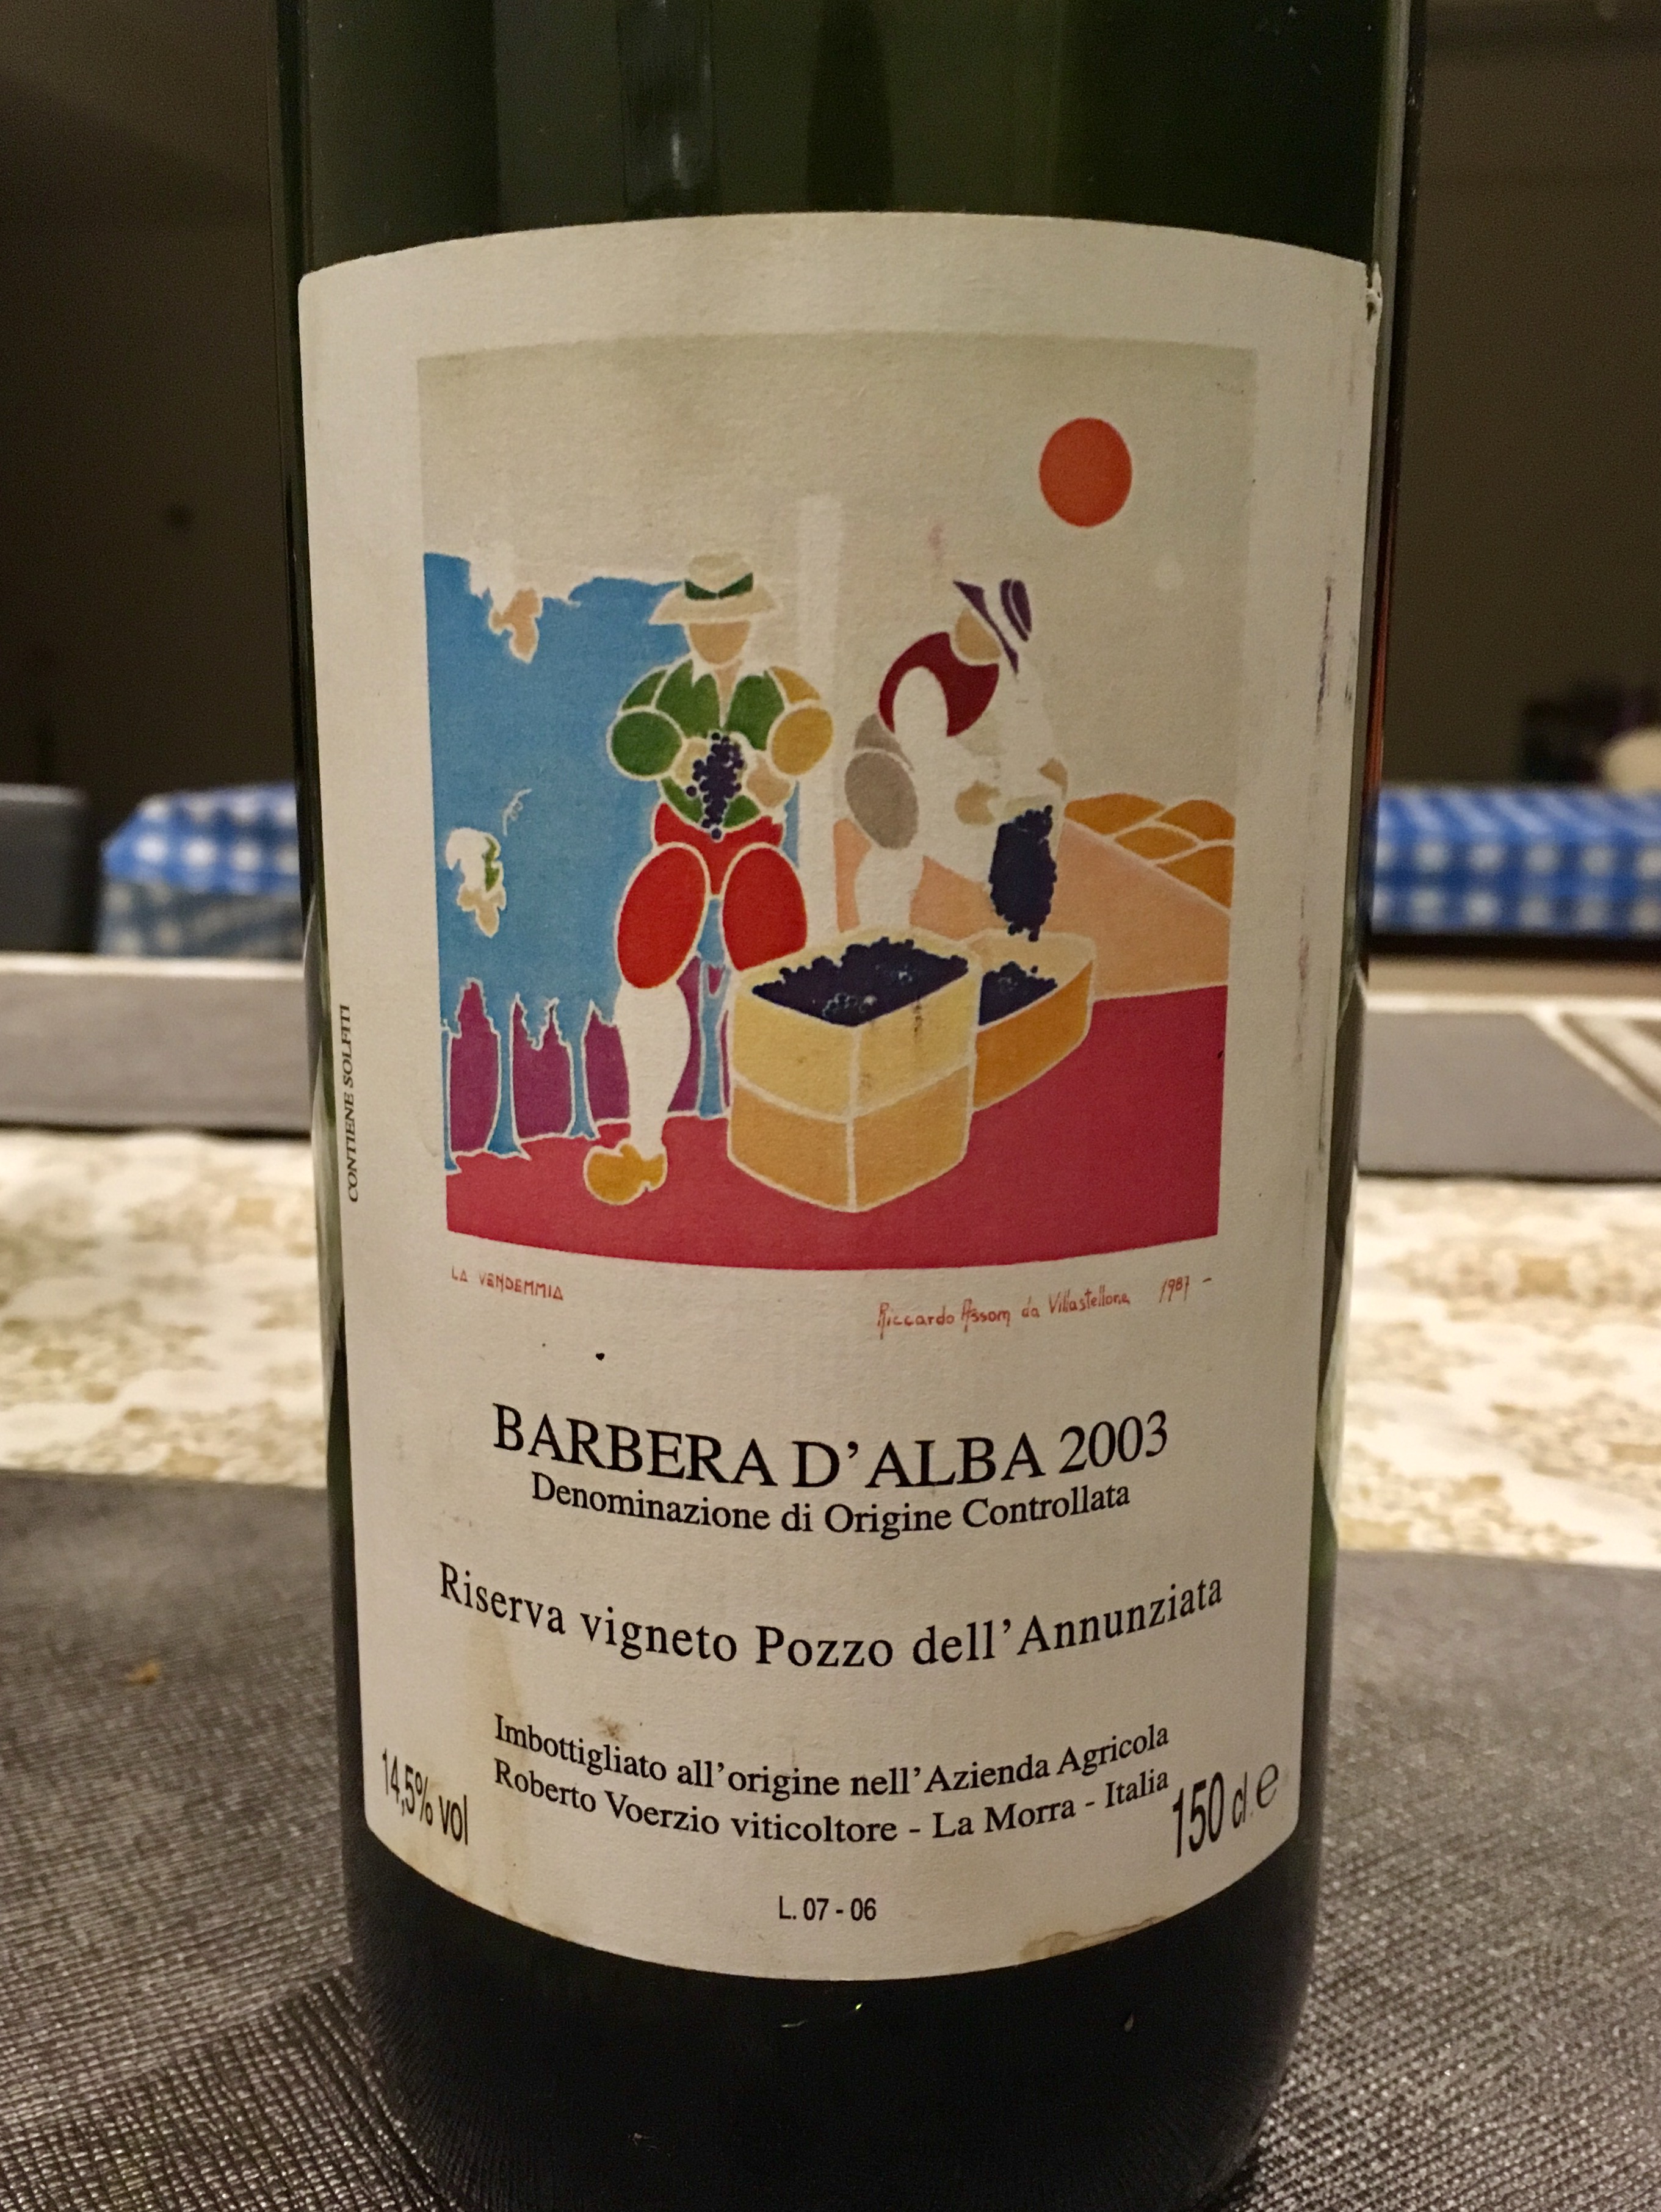 CONTIENE SOLFITI
LA VENDEMMIA
Riccardo Assom da Villastellone 1987 -
BARBERA D'ALBA 2003
Denominazione di Origine Controllata
Riserva vigneto Pozzo dell'Annunziata
Imbottigliato all'origine nell'Azienda Agricola
Roberto Voerzio viticoltore - La Morra - Italia
14,5% vol
150 cl e
L. 07 - 06